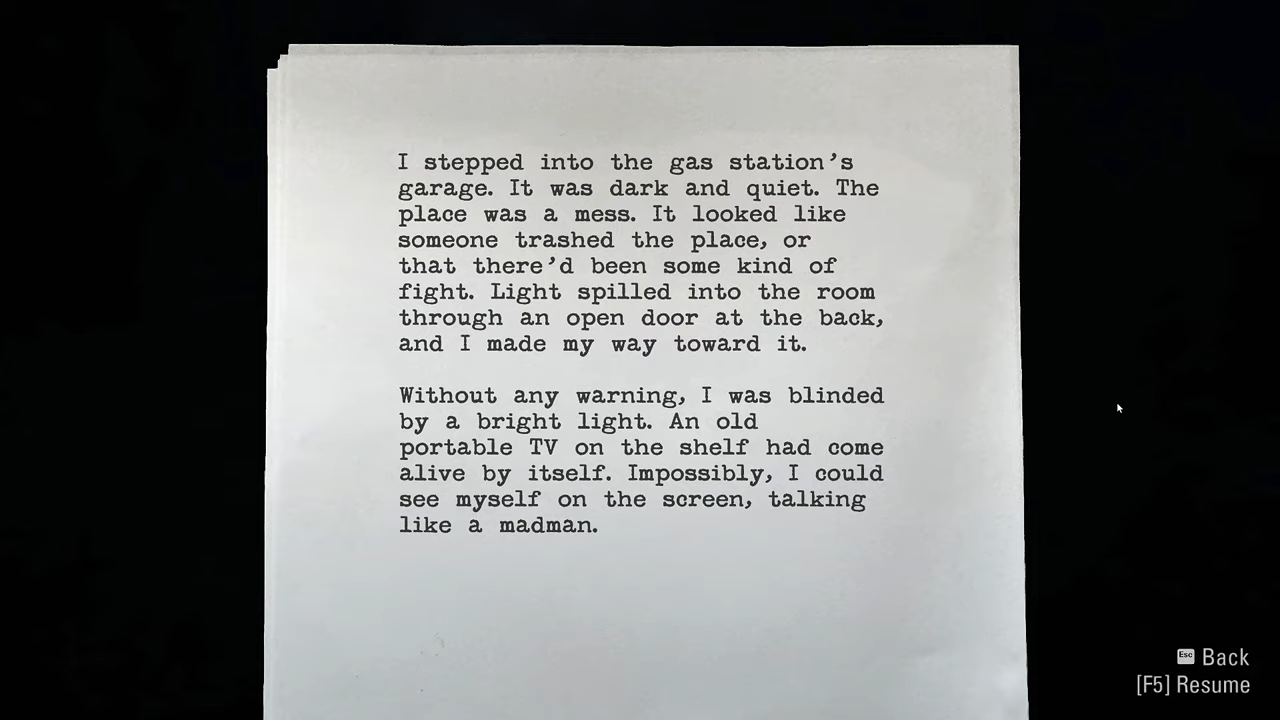 I stepped into the gas station’s
garage. It was dark and quiet. The
place was a mess. It looked like
someone trashed the place, or
that there’d been some kind of
fight. Light spilled into the room
through an open door at the back,
and I made my way toward it.
Without any warning, I was blinded
by a bright light. An old
portable TV on the shelf had come
alive by itself. Impossibly, I could
see myself on the screen, talking
like a madman.
Esc Back
[F5] Resume